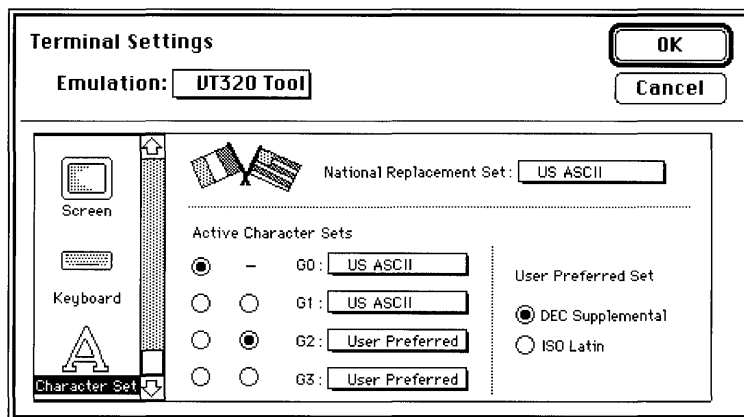 Terminal Settings
Emulation: VT320 Tool
OK
Cancel
Screen
Keyboard
Character Set
National Replacement Set: US ASCII
Active Character Sets
– G0: US ASCII
G1: US ASCII
G2: User Preferred
G3: User Preferred
User Preferred Set
DEC Supplemental
ISO Latin